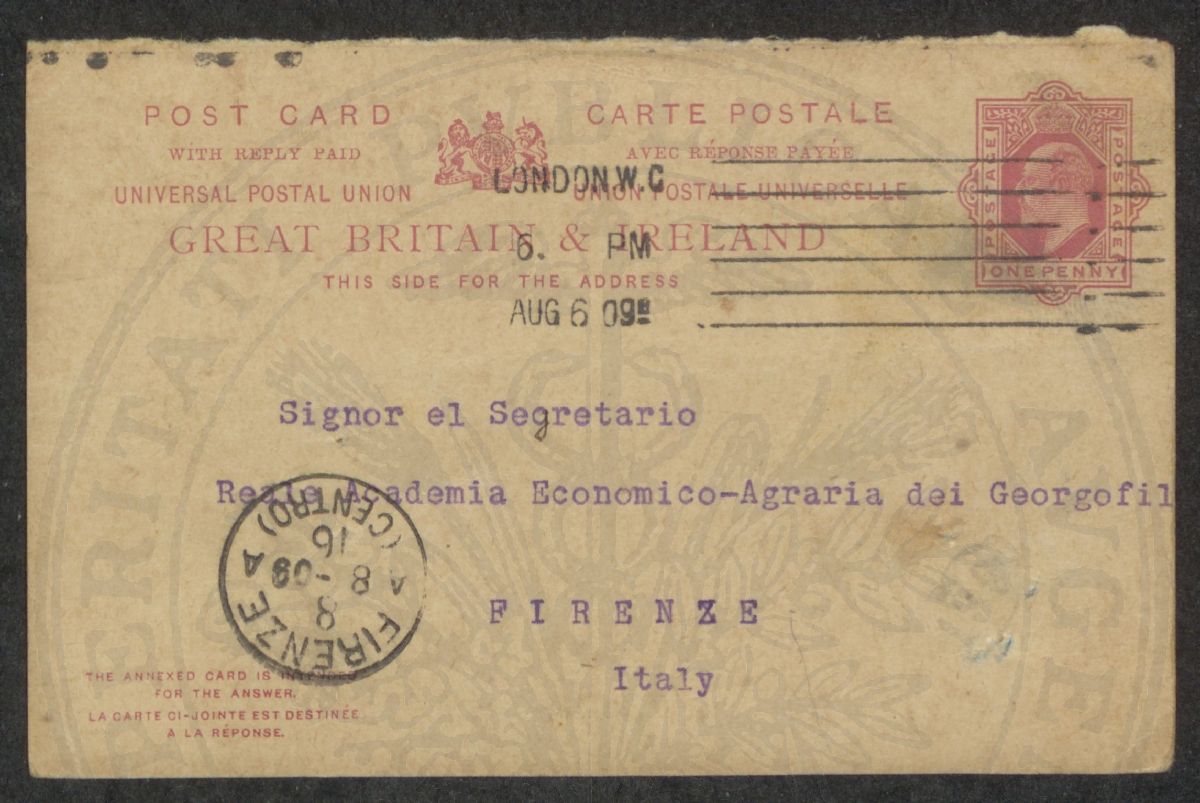 POST CARD
WITH REPLY PAID
UNIVERSAL POSTAL UNION
CARTE POSTALE
AVEC RÉPONSE PAYÉE
UNION POSTALE UNIVERSELLE
GREAT BRITAIN & IRELAND
THIS SIDE FOR THE ADDRESS
POSTAGE
POSTAGE
ONE PENNY
LONDON W.C
6. PM
AUG 6 09
Signor el Segretario
Reale Academia Economico-Agraria dei Georgofil
FIRENZE
Italy
FIRENZE A
8
8 - 09
16
A (CENTRO)
THE ANNEXED CARD IS INTENDED
FOR THE ANSWER.
LA CARTE CI-JOINTE EST DESTINÉE
A LA RÉPONSE.